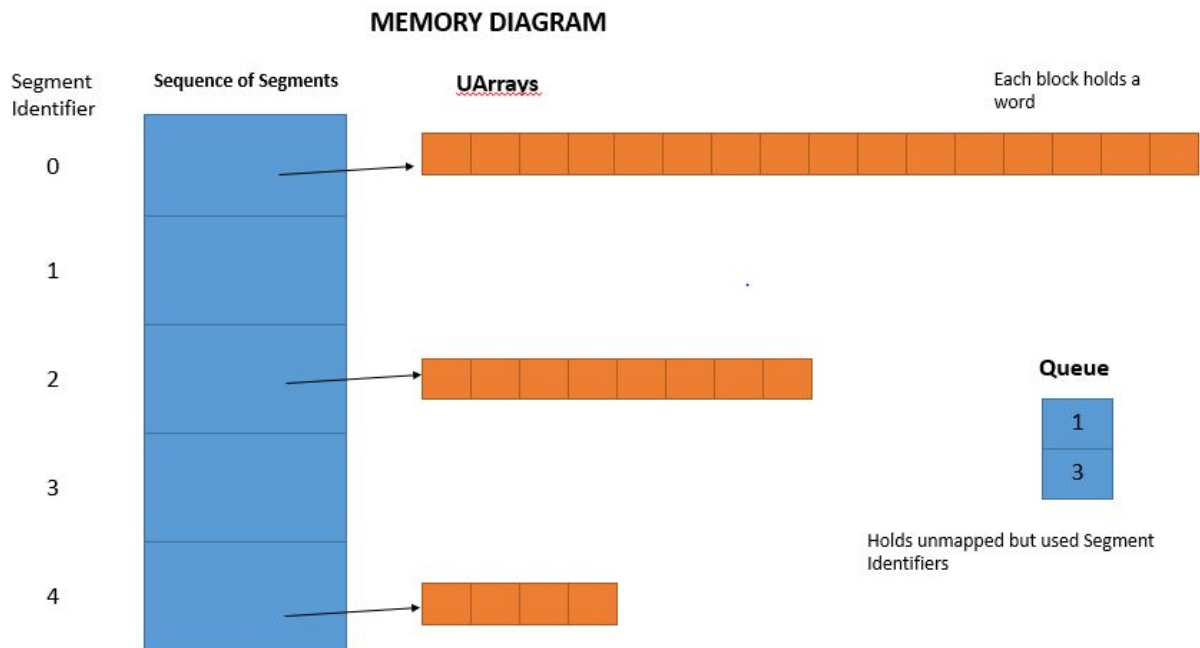 MEMORY DIAGRAM
Segment
Identifier
Sequence of Segments
UArrays
Each block holds a
word
0
1
2
3
4
Queue
1
3
Holds unmapped but used Segment
Identifiers